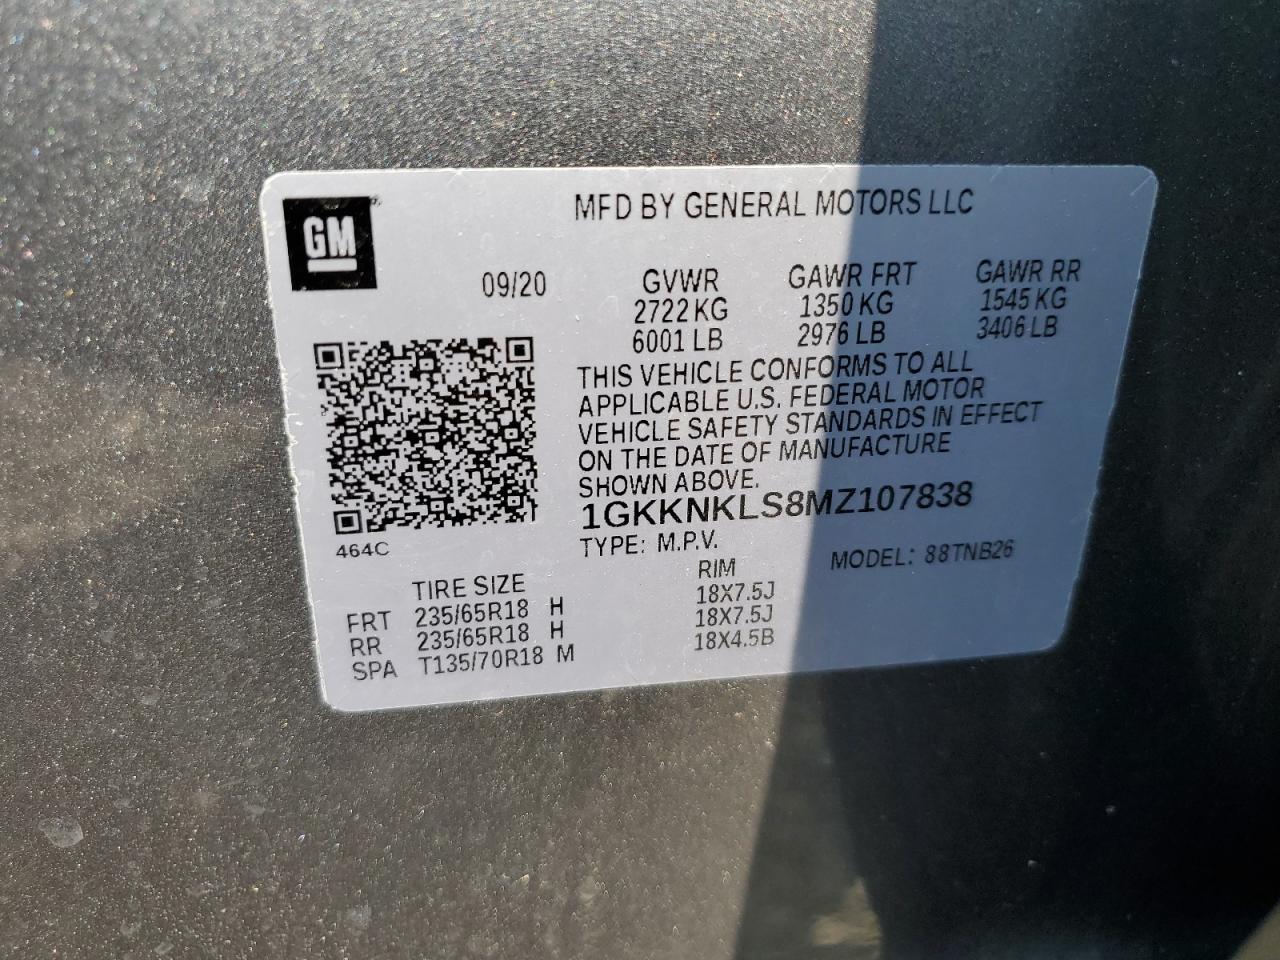 GM
MFD BY GENERAL MOTORS LLC
09/20 GVWR GAWR FRT GAWR RR
2722 KG 1350 KG 1545 KG
6001 LB 2976 LB 3406 LB
THIS VEHICLE CONFORMS TO ALL
APPLICABLE U.S. FEDERAL MOTOR
VEHICLE SAFETY STANDARDS IN EFFECT
ON THE DATE OF MANUFACTURE
SHOWN ABOVE.
1GKKNKLS8MZ107838
464C
TYPE: M.P.V. MODEL: 88TNB26
TIRE SIZE RIM
FRT 235/65R18 H 18X7.5J
RR 235/65R18 H 18X7.5J
SPA T135/70R18 M 18X4.5B